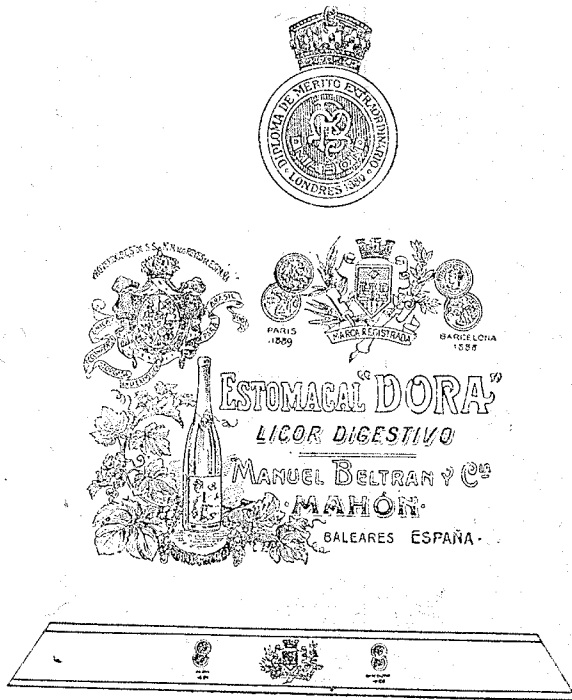 DIPLOMA DE MERITO EXTRAORDINARIO
LONDRES 1889
MAHON
PARIS
1889
MARCA REGISTRADA
BARCELONA
1888
ESTOMACAL "DORA"
LICOR DIGESTIVO
MANUEL BELTRAN Y Cia
MAHÓN
BALEARES ESPAÑA